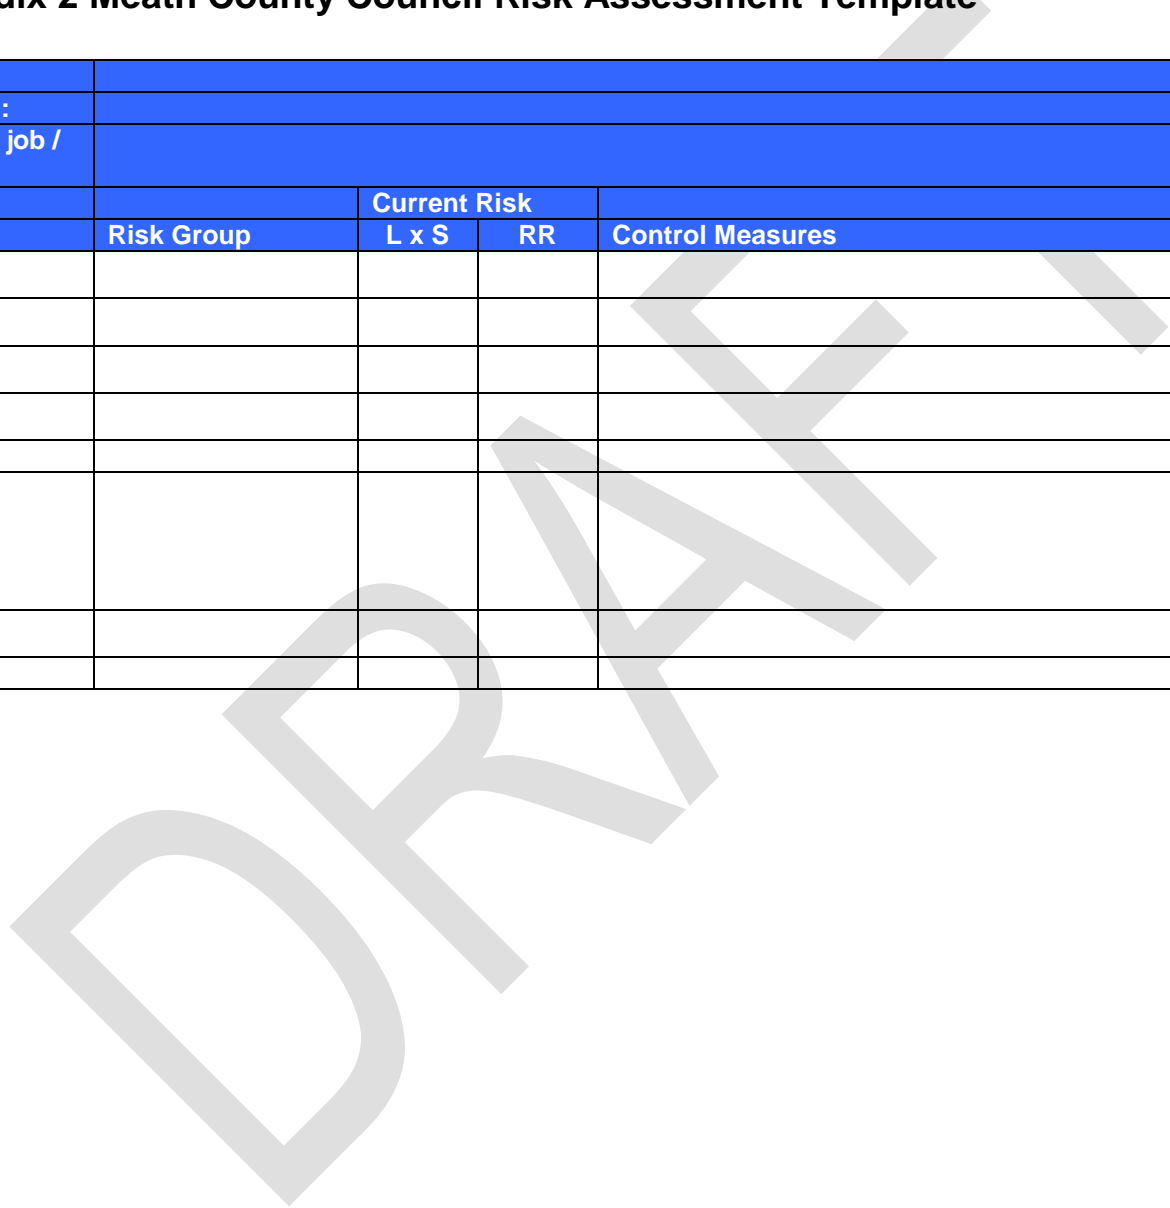 dix 2 Meath County Council Risk Assessment Template
:
job /
Current Risk
Risk Group L x S RR Control Measures
DRAFT